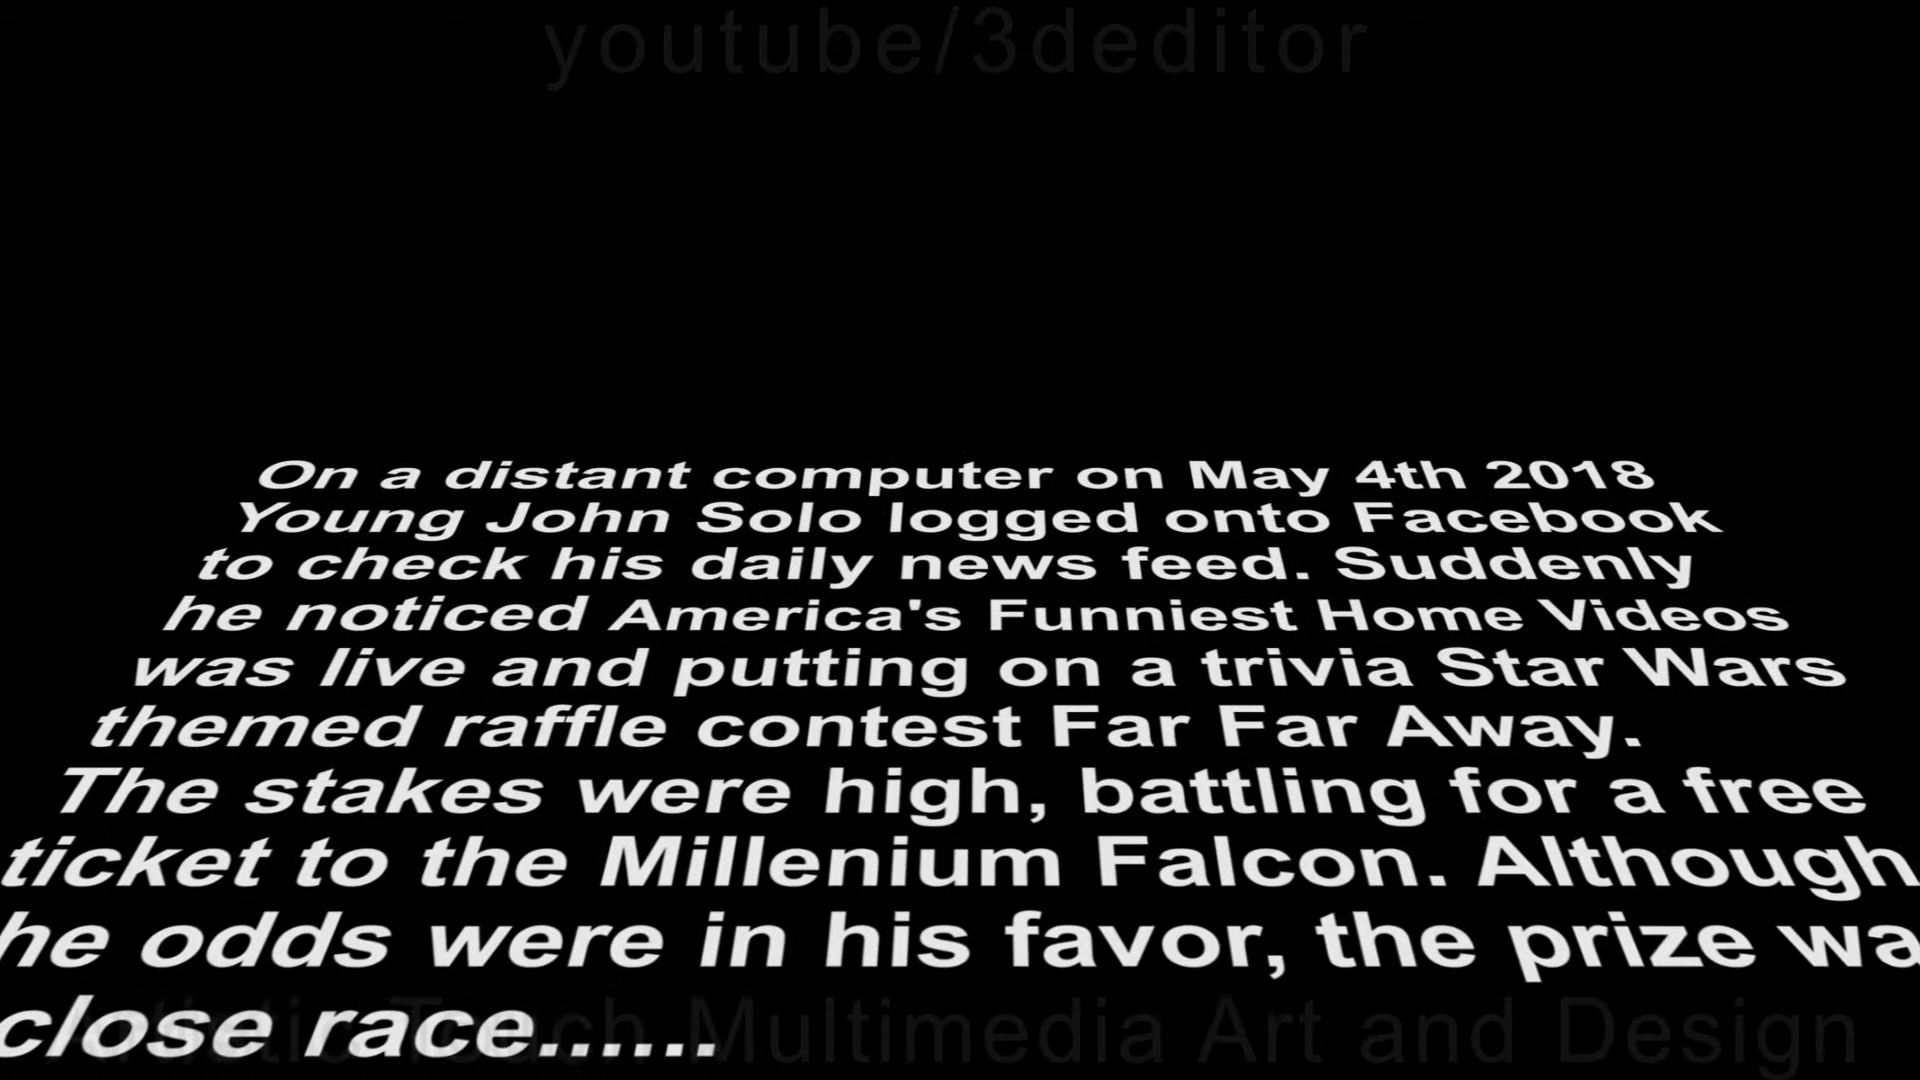 youtube/3deditor
On a distant computer on May 4th 2018
Young John Solo logged onto Facebook
to check his daily news feed. Suddenly
he noticed America's Funniest Home Videos
was live and putting on a trivia Star Wars
themed raffle contest Far Far Away.
The stakes were high, battling for a free
ticket to the Millenium Falcon. Although
he odds were in his favor, the prize wa
close race......
Touch Multimedia Art and Design